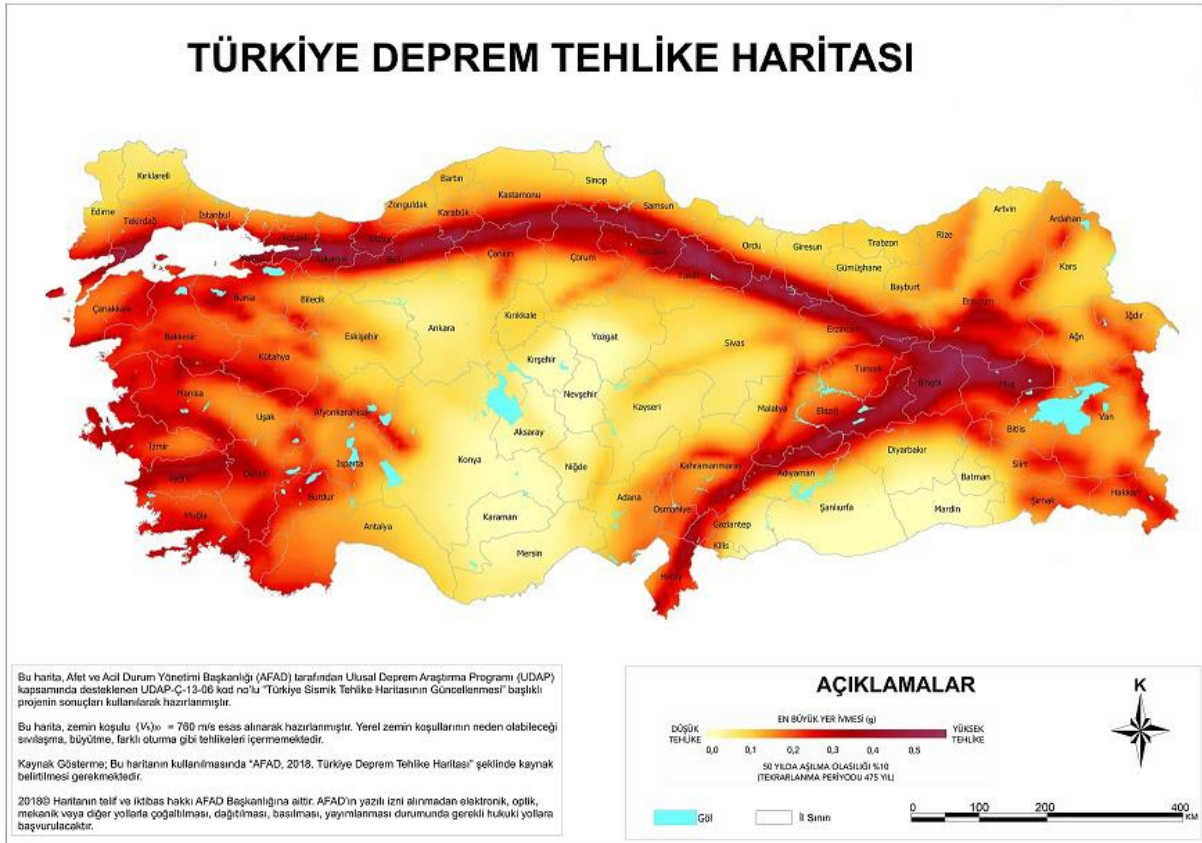 TÜRKİYE DEPREM TEHLİKE HARİTASI
Kırklareli
Edirne
Tekirdağ
İstanbul
Bartın
Zonguldak
Karabük
Kastamonu
Sinop
Samsun
Ordu
Giresun
Trabzon
Rize
Artvin
Ardahan
Kars
Gümüşhane
Bayburt
Erzurum
Iğdır
Ağrı
Çankırı
Çorum
Çanakkale
Bursa
Bilecik
Balıkesir
Kütahya
Eskişehir
Ankara
Kırıkkale
Yozgat
Sivas
Erzincan
Tunceli
Bingöl
Muş
Kırşehir
Nevşehir
Kayseri
Malatya
Elazığ
Bitlis
Van
Manisa
Uşak
Afyonkarahisar
Aksaray
İzmir
Isparta
Konya
Niğde
Kahramanmaraş
Adıyaman
Diyarbakır
Batman
Siirt
Şırnak
Hakkari
Burdur
Muğla
Antalya
Karaman
Mersin
Adana
Osmaniye
Gaziantep
Kilis
Şanlıurfa
Mardin
Hatay
Bu harita, Afet ve Acil Durum Yönetimi Başkanlığı (AFAD) tarafından Ulusal Deprem Araştırma Programı (UDAP)
kapsamında desteklenen UDAP-Ç-13-06 kod no'lu "Türkiye Sismik Tehlike Haritasının Güncellenmesi" başlıklı
projenin sonuçları kullanılarak hazırlanmıştır.
Bu harita, zemin koşulu (Vs)30 = 760 m/s esas alınarak hazırlanmıştır. Yerel zemin koşullarının neden olabileceği
sıvılaşma, büyütme, farklı oturma gibi tehlikeleri içermemektedir.
Kaynak Gösterme; Bu haritanın kullanılmasında "AFAD, 2018. Türkiye Deprem Tehlike Haritası" şeklinde kaynak
belirtilmesi gerekmektedir.
2018© Haritanın telif ve iktibas hakkı AFAD Başkanlığına aittir. AFAD'ın yazılı izni alınmadan elektronik, optik,
mekanik veya diğer yollarla çoğaltılması, dağıtılması, basılması, yayımlanması durumunda gerekli hukuki yollara
başvurulacaktır.
AÇIKLAMALAR
K
EN BÜYÜK YER İVMESİ (g)
DÜŞÜK TEHLİKE
YÜKSEK TEHLİKE
0,0 0,1 0,2 0,3 0,4 0,5
50 YILDA AŞILMA OLASILIĞI %10
(TEKRARLANMA PERİYODU 475 YIL)
Göl
İl Sınırı
0 100 200 400
KM